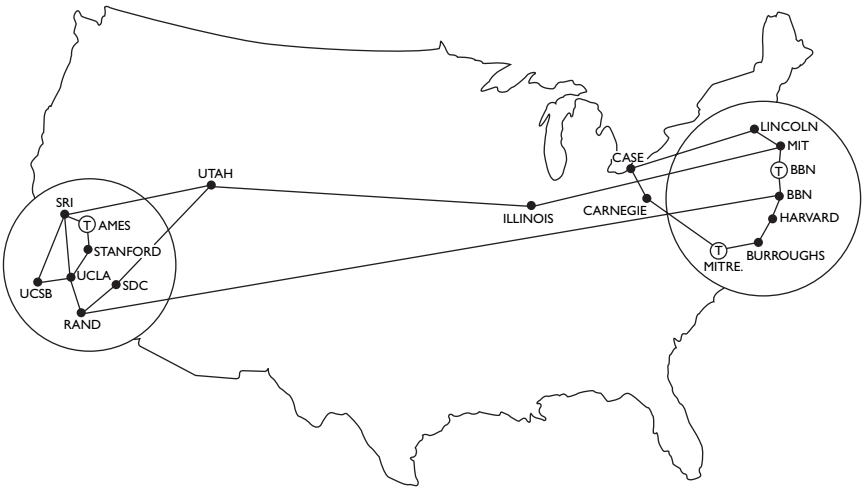 LINCOLN
MIT
CASE
T BBN
UTAH
BBN
SRI
ILLINOIS
CARNEGIE
HARVARD
T AMES
STANFORD
T
BURROUGHS
MITRE.
UCLA
SDC
UCSB
RAND